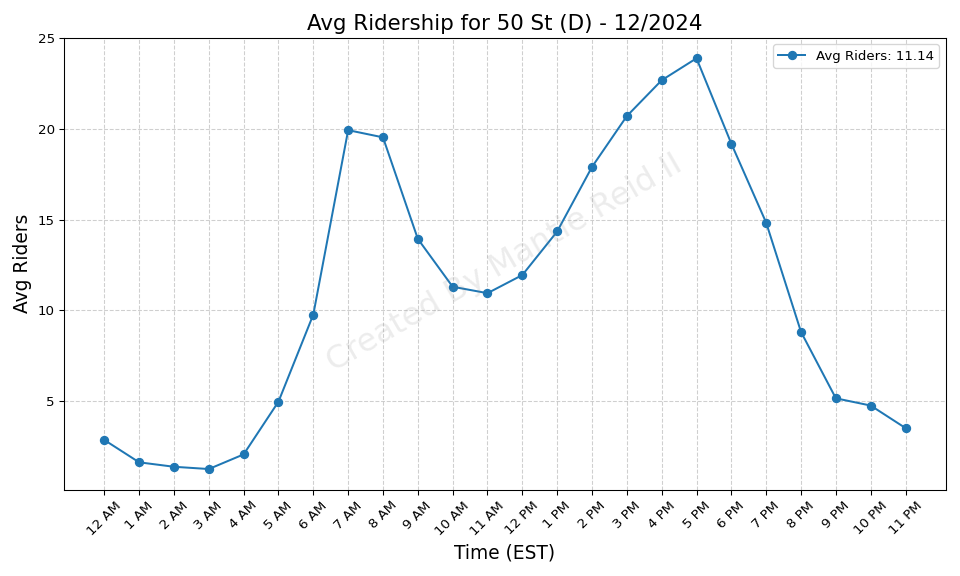 Avg Ridership for 50 St (D) - 12/2024
Avg Riders: 11.14
25
20
15
10
5
Avg Riders
Created By Mantie Reid II
12 AM
1 AM
2 AM
3 AM
4 AM
5 AM
6 AM
7 AM
8 AM
9 AM
10 AM
11 AM
12 PM
1 PM
2 PM
3 PM
4 PM
5 PM
6 PM
7 PM
8 PM
9 PM
10 PM
11 PM
Time (EST)